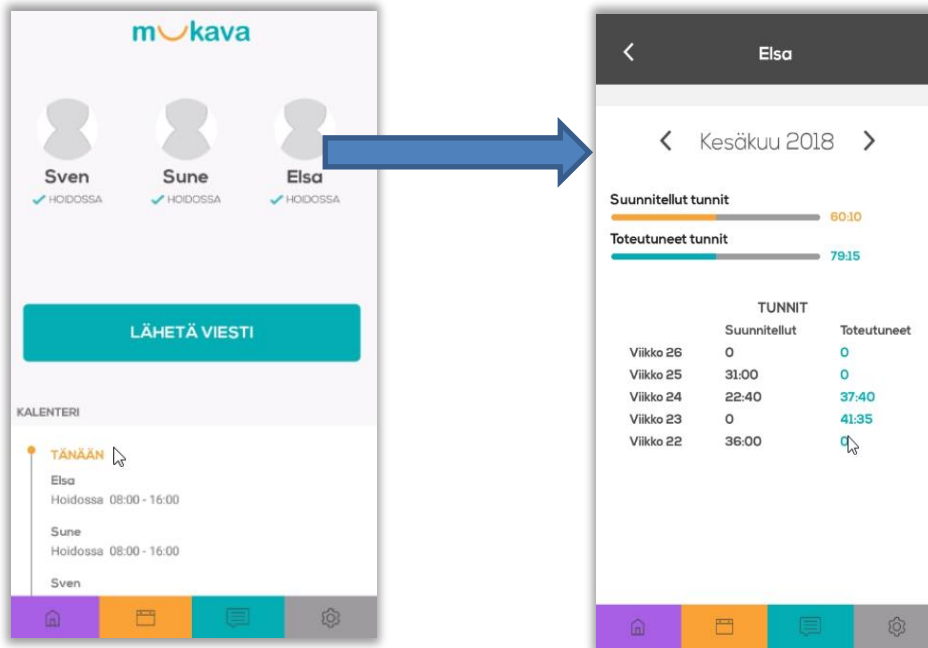 mukava
Sven Sune Elsa
HOIDOSSA HOIDOSSA HOIDOSSA
LÄHETÄ VIESTI
KALENTERI
TÄNÄÄN
Elsa
Hoidossa 08:00 - 16:00
Sune
Hoidossa 08:00 - 16:00
Sven
Elsa
Kesäkuu 2018
Suunnitellut tunnit
60:10
Toteutuneet tunnit
79:15
TUNNIT
Suunnitellut Toteutuneet
Viikko 26 0 0
Viikko 25 31:00 0
Viikko 24 22:40 37:40
Viikko 23 0 41:35
Viikko 22 36:00 0